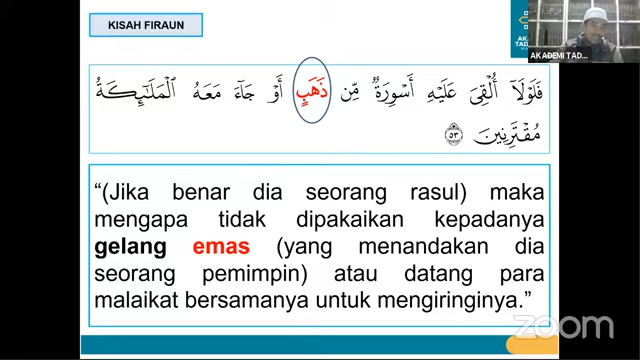 KISAH FIRAUN
AKADEMI TAD...
فَلَوْلَآ أُلْقِىَ عَلَيْهِ أَسْوِرَةٌ مِّن ذَهَبٍ أَوْ جَآءَ مَعَهُ ٱلْمَلَـٰٓئِكَةُ
مُقْتَرِنِينَ ٥٣
“(Jika benar dia seorang rasul) maka
mengapa tidak dipakaikan kepadanya
gelang emas (yang menandakan dia
seorang pemimpin) atau datang para
malaikat bersamanya untuk mengiringinya.”
zoom